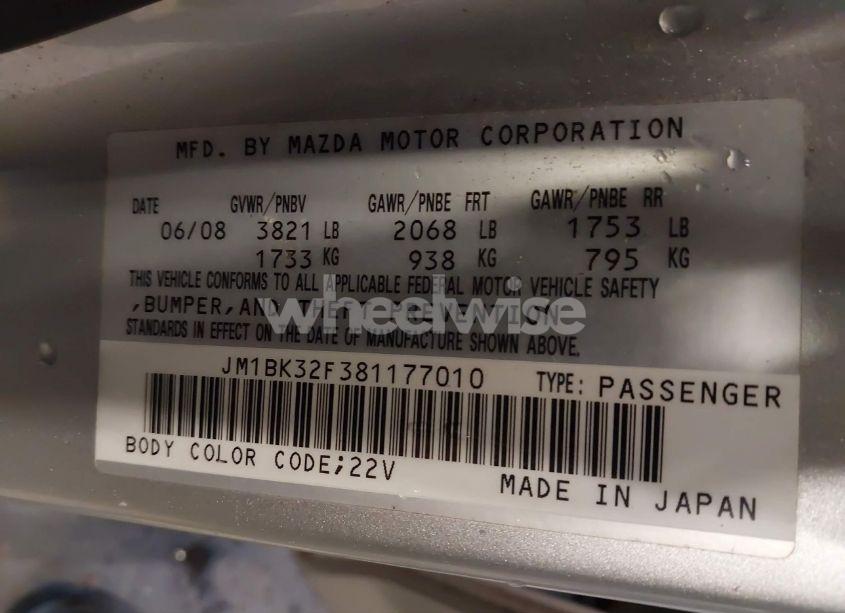 MFD. BY MAZDA MOTOR CORPORATION
DATE GVWR/PNBV GAWR/PNBE FRT GAWR/PNBE RR
06/08 3821 LB 2068 LB 1753 LB
1733 KG 938 KG 795 KG
THIS VEHICLE CONFORMS TO ALL APPLICABLE FEDERAL MOTOR VEHICLE SAFETY
,BUMPER,AND THEFT PREVENTION
wheelwise
STANDARDS IN EFFECT ON THE DATE OF MANUFACTURE SHOWN ABOVE.
JM1BK32F381177010 TYPE: PASSENGER
BODY COLOR CODE;22V
MADE IN JAPAN